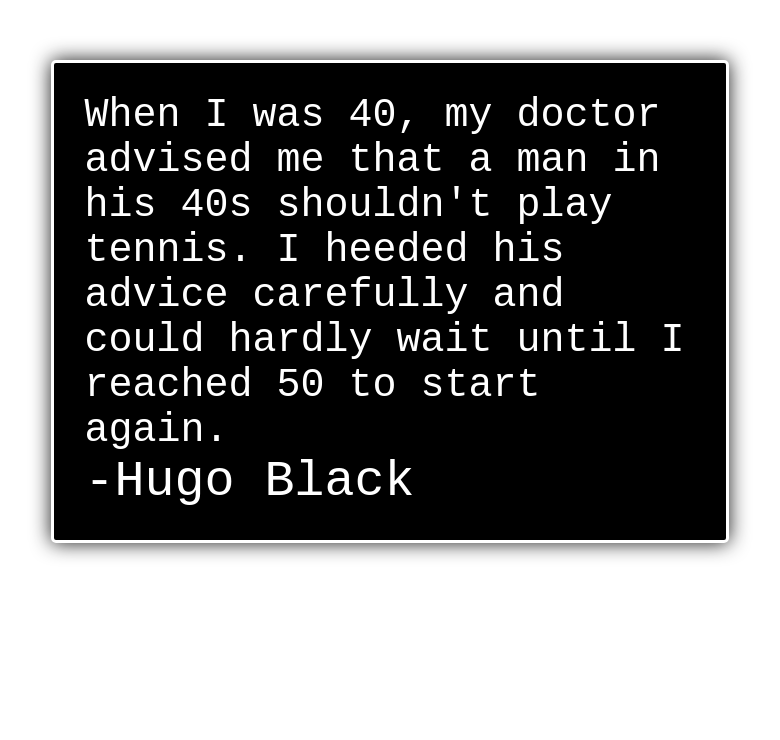 When I was 40, my doctor
advised me that a man in
his 40s shouldn't play
tennis. I heeded his
advice carefully and
could hardly wait until I
reached 50 to start
again.
-Hugo Black